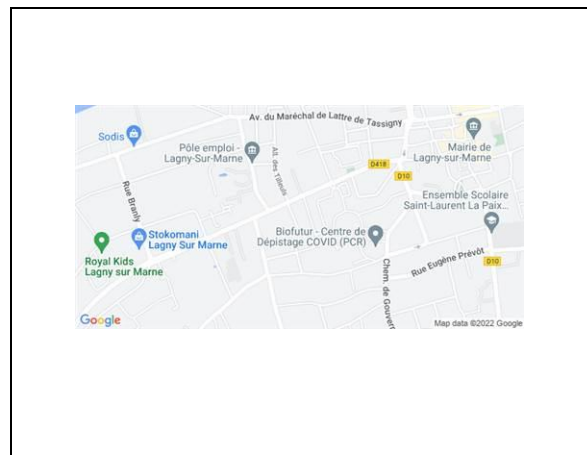 Av. du Maréchal de Lattre de Tassigny
Sodis
Pôle emploi -
Lagny-Sur-Marne
All. des Tilleuls
Mairie de
Lagny-sur-Marne
D418
D10
Rue Branly
Ensemble Scolaire
Saint-Laurent La Paix...
Stokomani
Lagny Sur Marne
Biofutur - Centre de
Dépistage COVID (PCR)
Royal Kids
Lagny sur Marne
Rue Eugène Prévôt
D10
Chem. de Gouvern
Google
Map data ©2022 Google